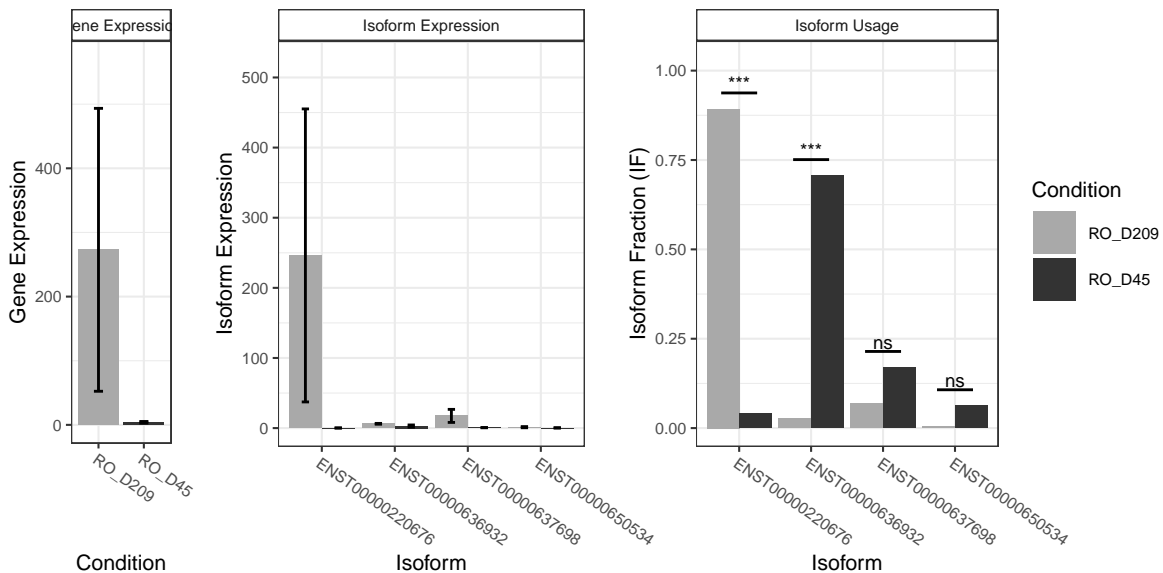 ene Expressio
Gene Expression
400
200
0
RO_D209
RO_D45
Condition
Isoform Expression
Isoform Expression
500
400
300
200
100
0
ENST00000220676
ENST00000636932
ENST00000637698
ENST00000650534
Isoform
Isoform Usage
Isoform Fraction (IF)
1.00
0.75
0.50
0.25
0.00
***
***
ns
ns
ENST00000220676
ENST00000636932
ENST00000637698
ENST00000650534
Isoform
Condition
RO_D209
RO_D45